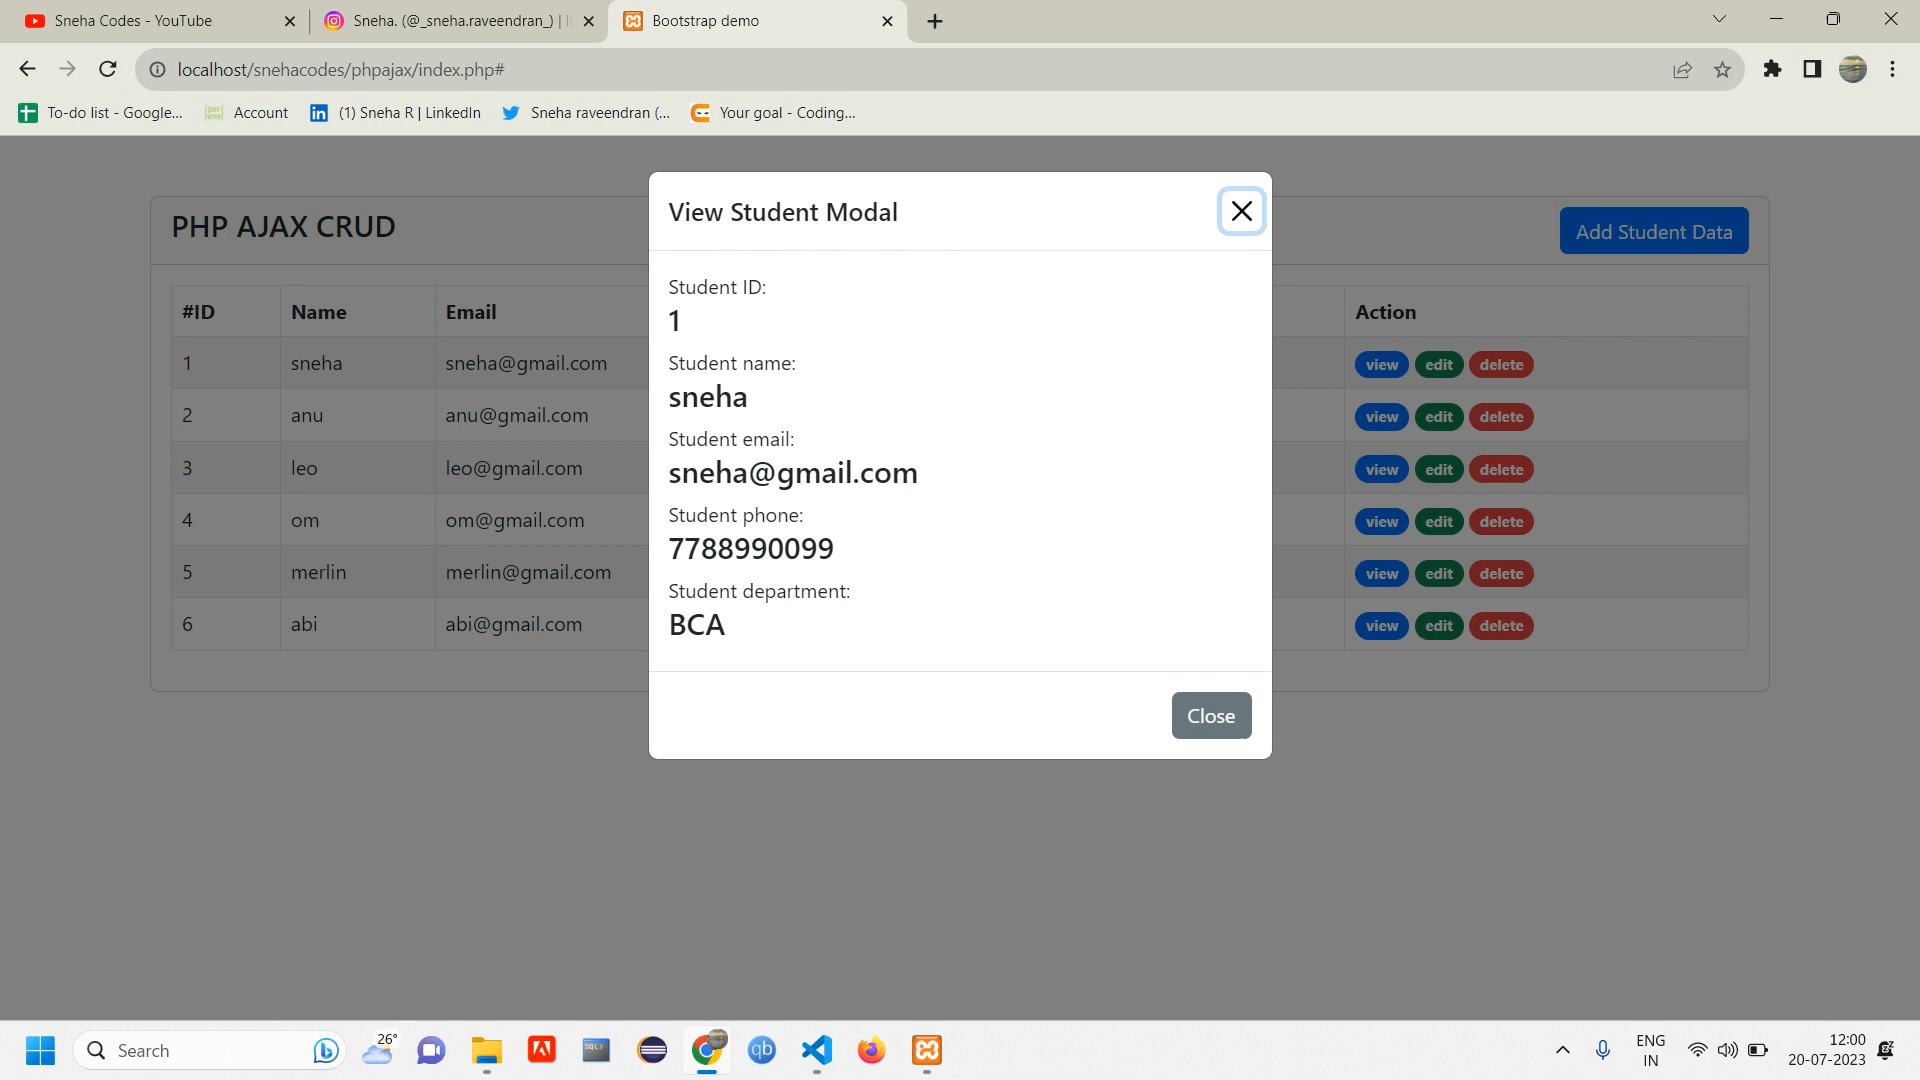 Sneha Codes - YouTube
Sneha. (@_sneha.raveendran_) | I
Bootstrap demo
localhost/snehacodes/phpajax/index.php#
To-do list - Google...
Account
(1) Sneha R | LinkedIn
Sneha raveendran (...
Your goal - Coding...
PHP AJAX CRUD
Add Student Data
#ID Name Email Action
1 sneha sneha@gmail.com view edit delete
2 anu anu@gmail.com view edit delete
3 leo leo@gmail.com view edit delete
4 om om@gmail.com view edit delete
5 merlin merlin@gmail.com view edit delete
6 abi abi@gmail.com view edit delete
View Student Modal
Student ID:
1
Student name:
sneha
Student email:
sneha@gmail.com
Student phone:
7788990099
Student department:
BCA
Close
Search
26°
SQL>
qb
ENG
IN
12:00
20-07-2023